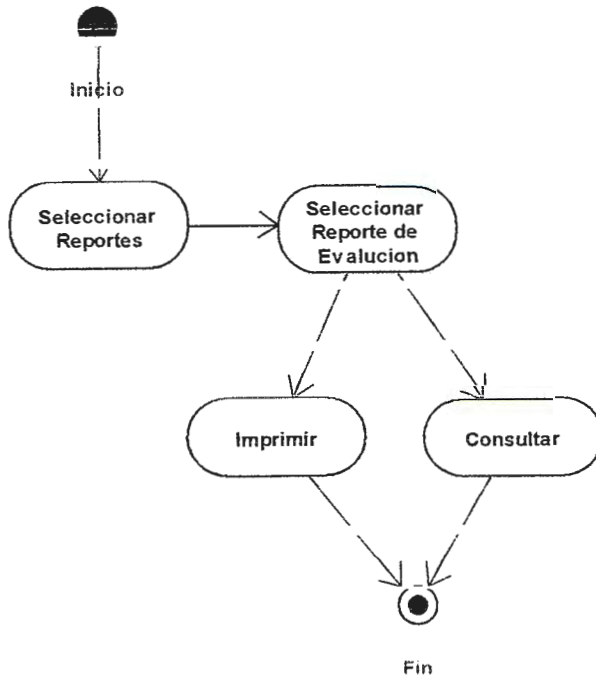 Inicio
Seleccionar
Reportes
Seleccionar
Reporte de
Evalucion
Imprimir
Consultar
Fin